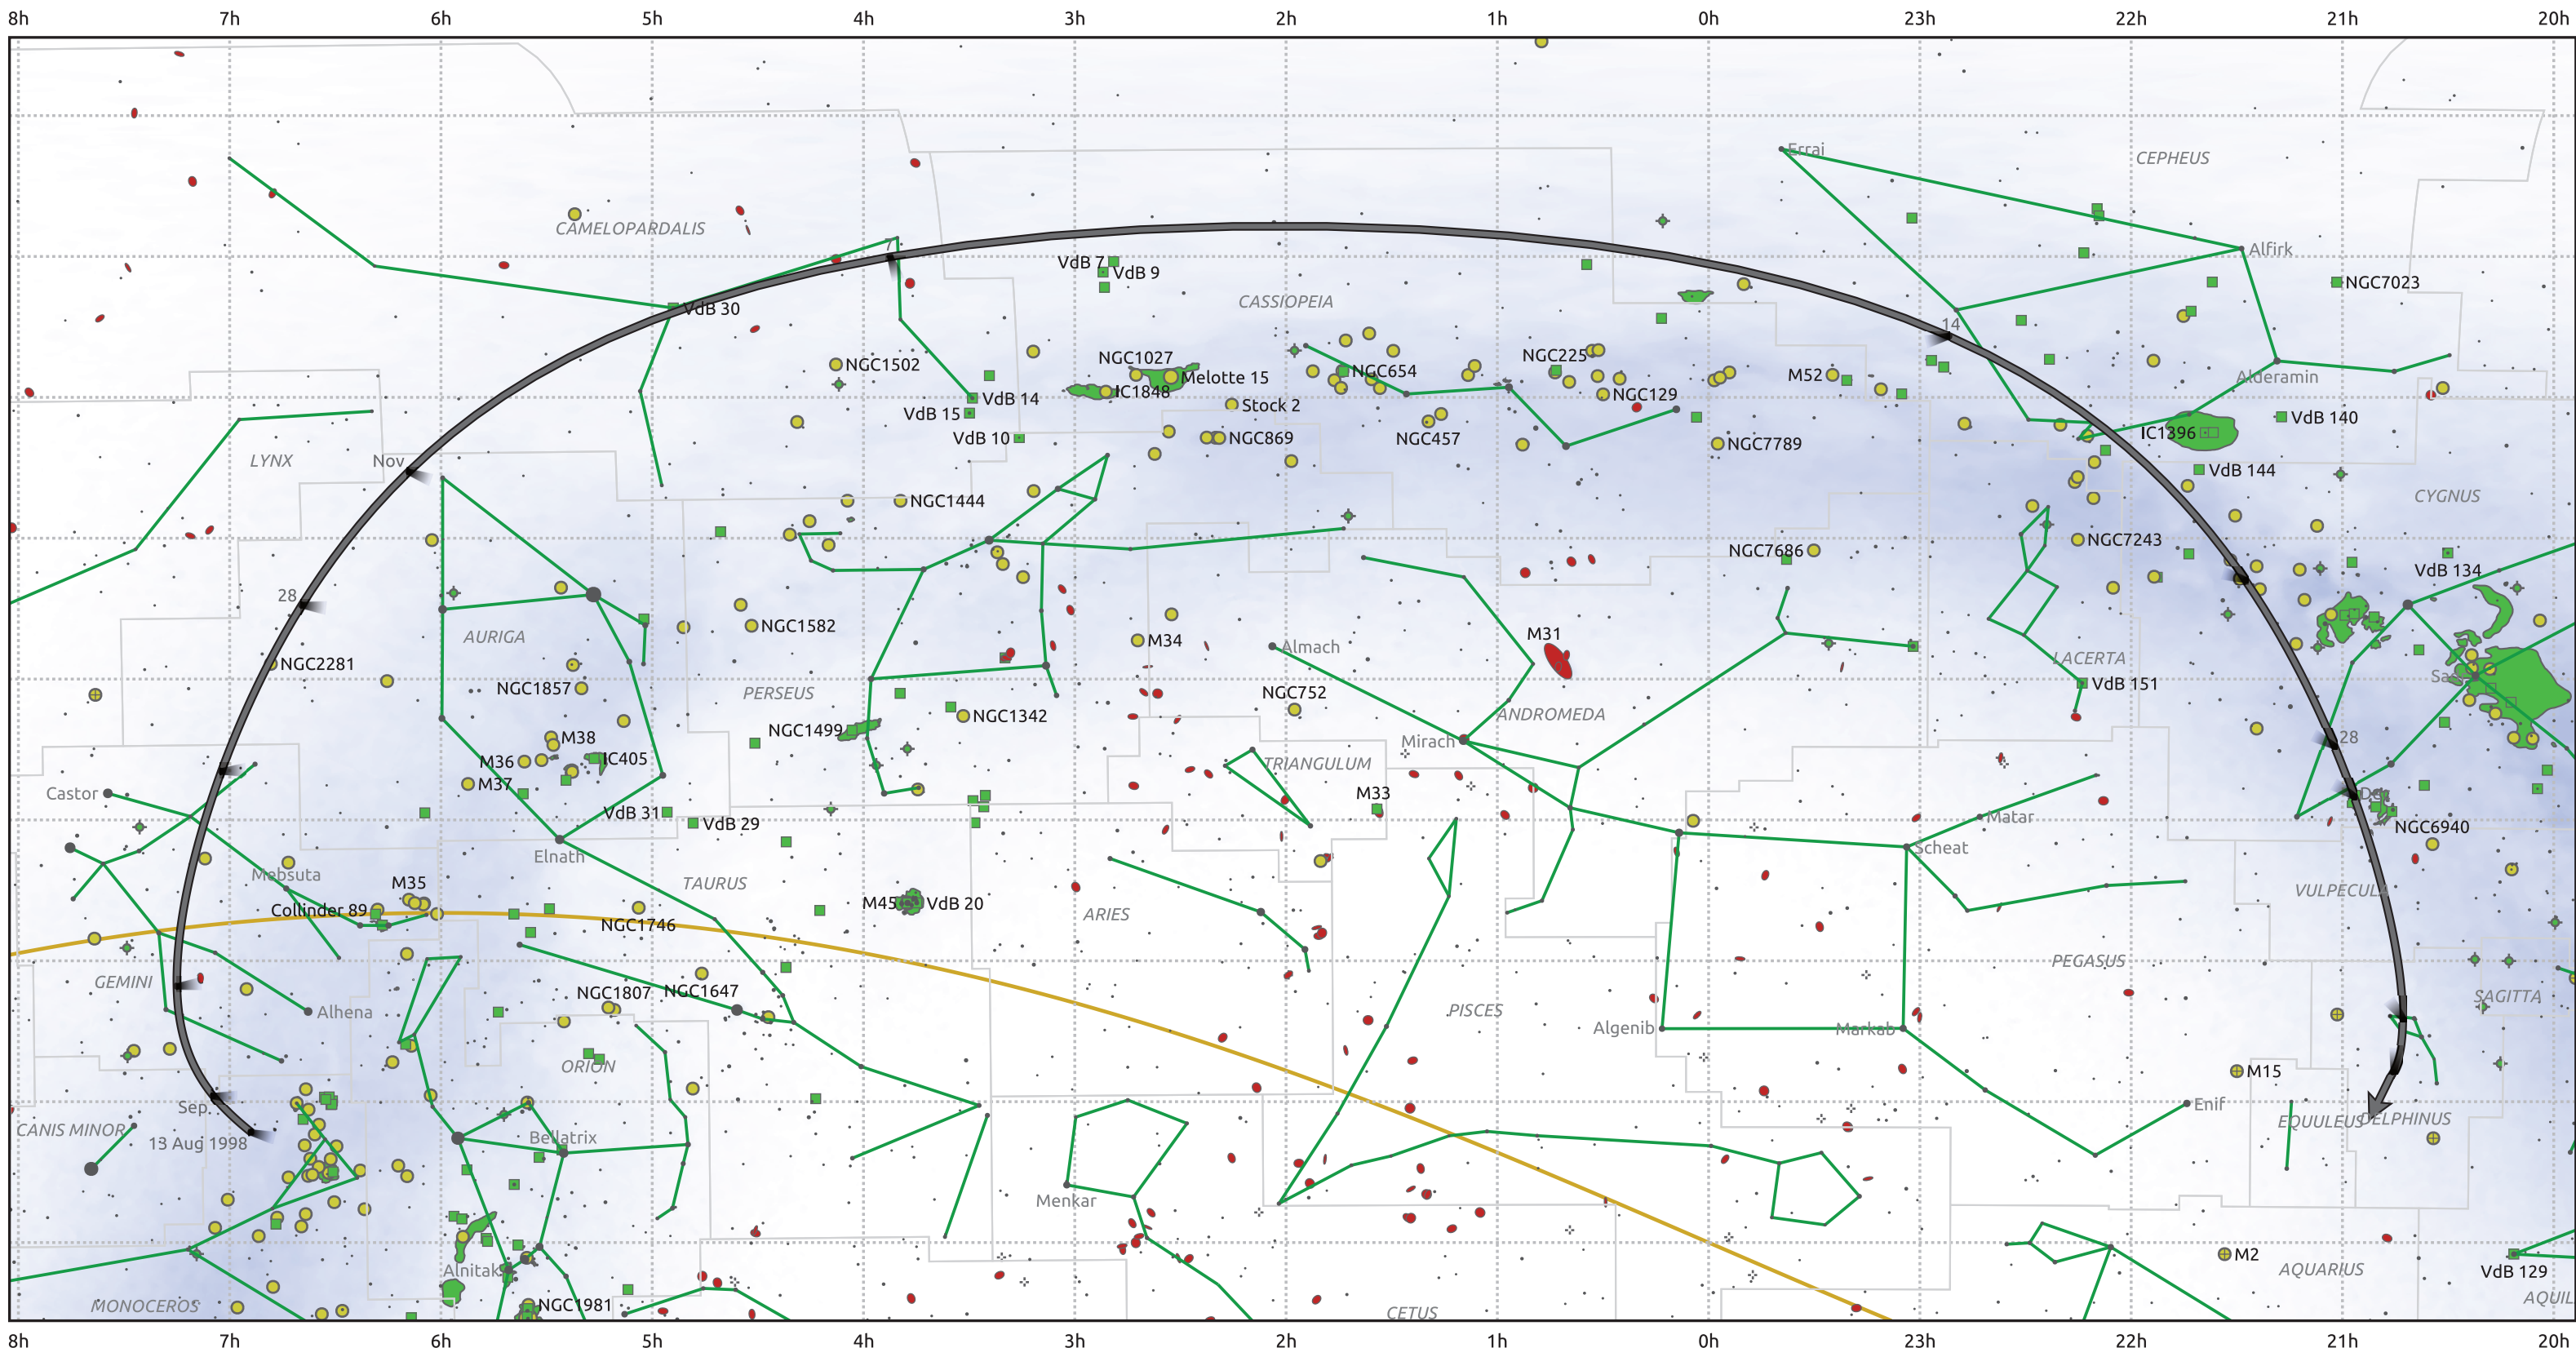 8h 7h 6h 5h 4h 3h 2h 1h 0h 23h 22h 21h 20h
Errai
CEPHEUS
CAMELOPARDALIS
7
Alfirk
VdB 7
VdB 9
NGC7023
CASSIOPEIA
VdB 30
14
NGC1502
NGC1027
Melotte 15
NGC654
NGC225
M52
Alderamin
IC1848
VdB 14
NGC129
VdB 15
Stock 2
VdB 10
NGC869
NGC457
NGC7789
IC1396
VdB 140
LYNX
Nov
VdB 144
NGC1444
CYGNUS
NGC7686
NGC7243
VdB 134
28
AURIGA
NGC1582
M34
Almach
M31
NGC2281
LACERTA
NGC1857
PERSEUS
NGC752
VdB 151
Sad
NGC1342
ANDROMEDA
NGC1499
M38
M36
IC405
Mirach
28
TRIANGULUM
M37
Castor
M33
Den
VdB 31
VdB 29
Matar
NGC6940
Elnath
Scheat
Mebsuta
M35
TAURUS
VULPECULA
Collinder 89
M45
VdB 20
ARIES
NGC1746
PEGASUS
GEMINI
NGC1807
NGC1647
SAGITTA
Alhena
PISCES
Algenib
Markab
ORION
M15
Sep
Enif
CANIS MINOR
13 Aug 1998
Bellatrix
EQUULEUS
DELPHINUS
Menkar
M2
Alnitak
AQUARIUS
VdB 129
MONOCEROS
NGC1981
CETUS
AQUIL
8h 7h 6h 5h 4h 3h 2h 1h 0h 23h 22h 21h 20h